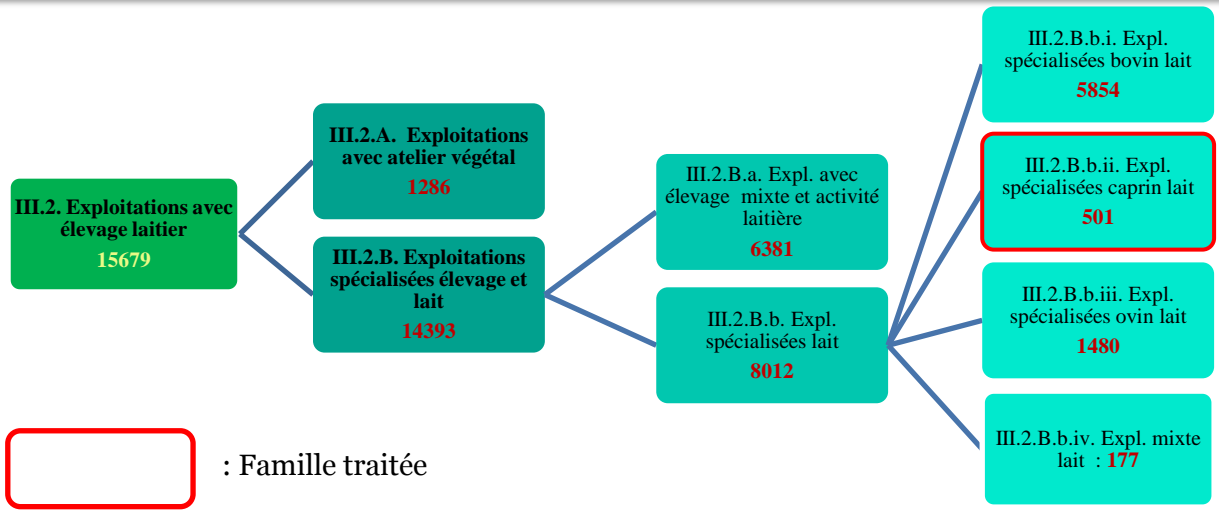 III.2. Exploitations avec
élevage laitier
15679
III.2.A. Exploitations
avec atelier végétal
1286
III.2.B. Exploitations
spécialisées élevage et
lait
14393
III.2.B.a. Expl. avec
élevage mixte et activité
laitière
6381
III.2.B.b. Expl.
spécialisées lait
8012
III.2.B.b.i. Expl.
spécialisées bovin lait
5854
III.2.B.b.ii. Expl.
spécialisées caprin lait
501
III.2.B.b.iii. Expl.
spécialisées ovin lait
1480
III.2.B.b.iv. Expl. mixte
lait : 177
: Famille traitée